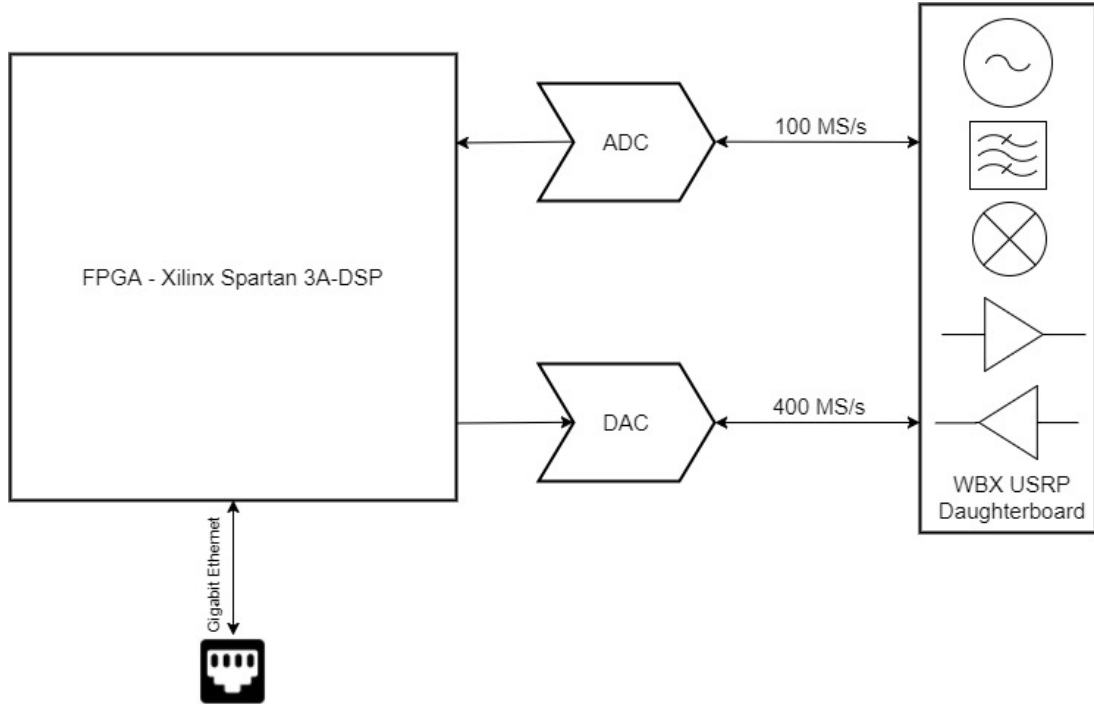 FPGA - Xilinx Spartan 3A-DSP
ADC
100 MS/s
DAC
400 MS/s
WBX USRP
Daughterboard
Gigabit Ethernet